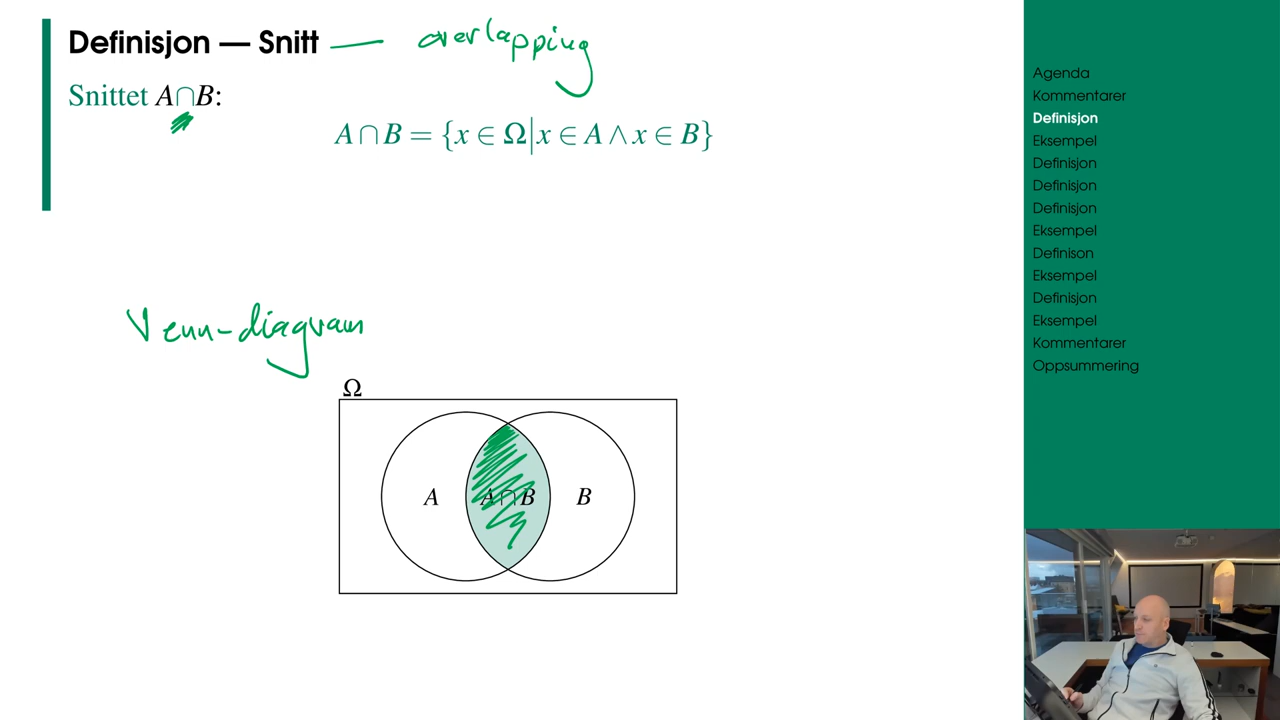 Definisjon — Snitt — overlapping
Snittet A∩B:
A ∩ B = {x ∈ Ω|x ∈ A ∧ x ∈ B}
Venn-diagram
Ω
A A∩B B
Agenda
Kommentarer
Definisjon
Eksempel
Definisjon
Definisjon
Definisjon
Eksempel
Definison
Eksempel
Definisjon
Eksempel
Kommentarer
Oppsummering